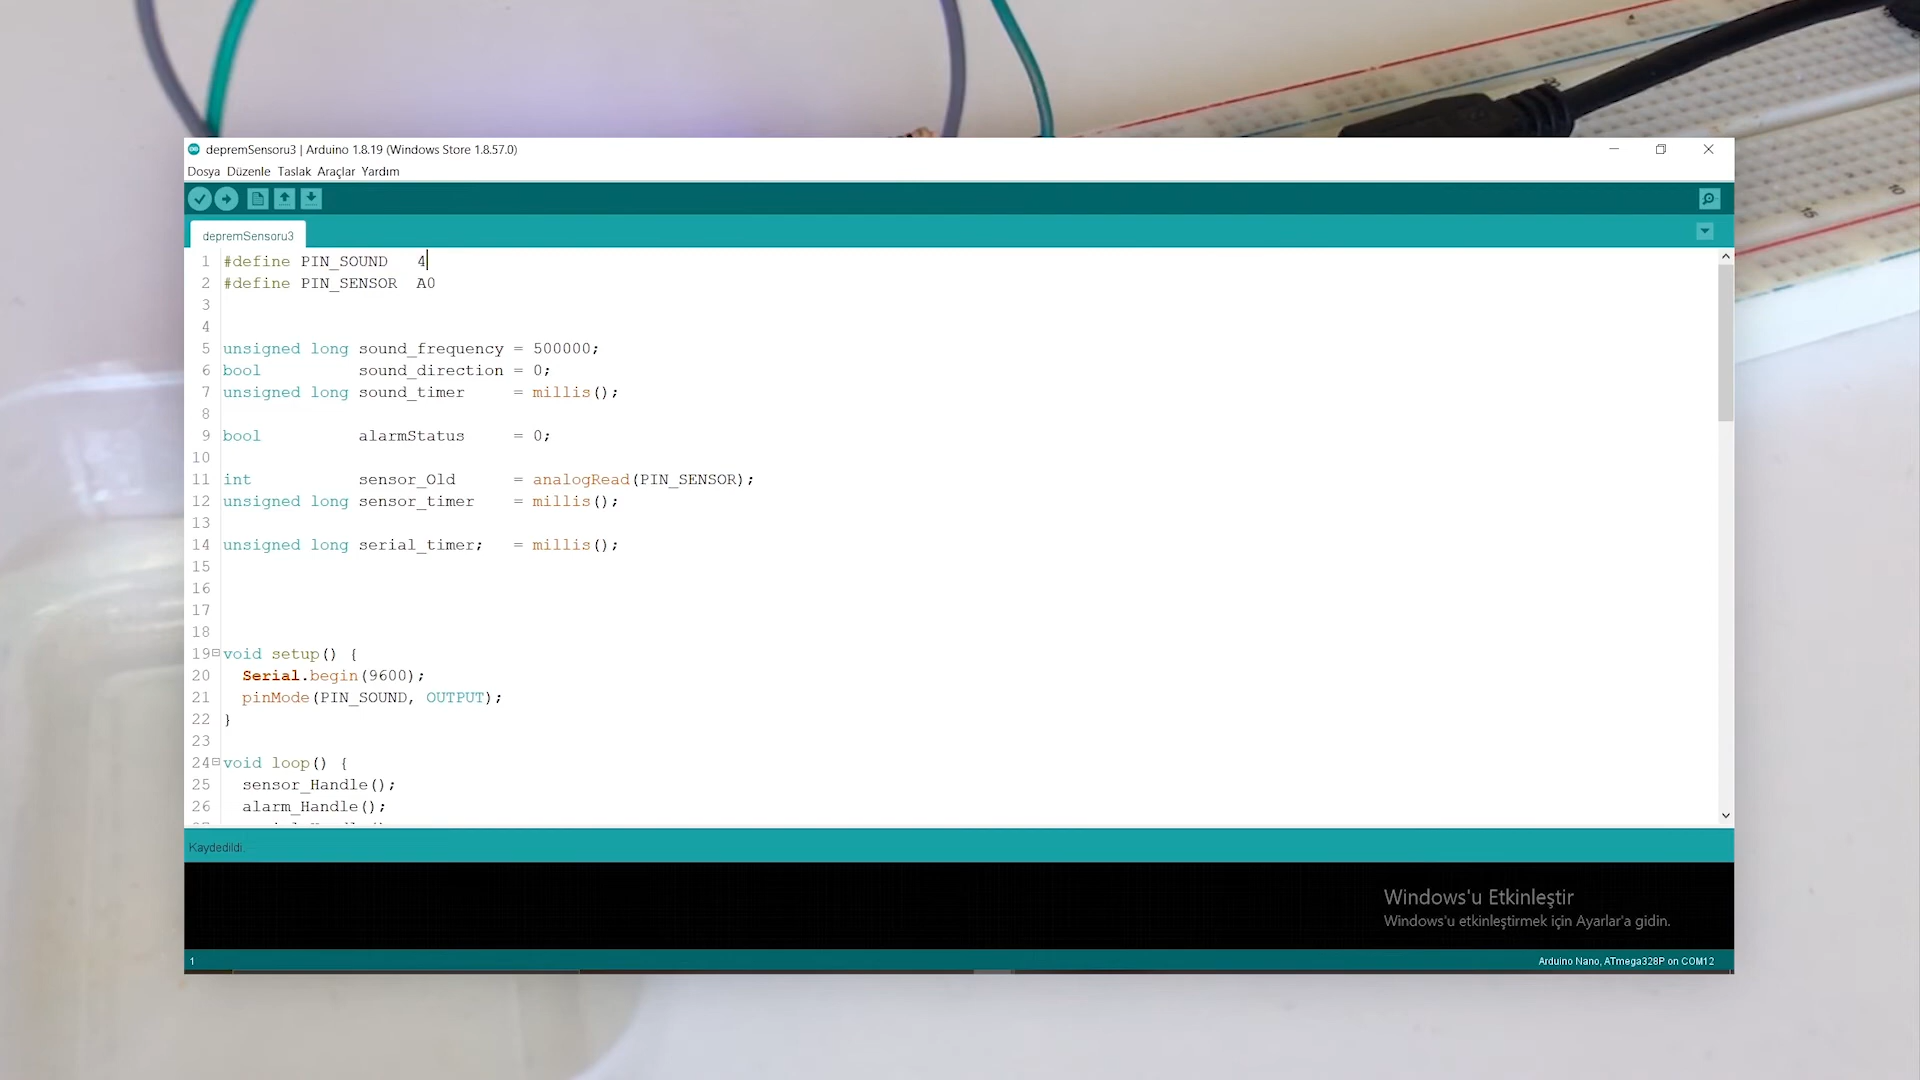 depremSensoru3 | Arduino 1.8.19 (Windows Store 1.8.57.0)
Dosya Düzenle Taslak Araçlar Yardım
depremSensoru3
1 #define PIN_SOUND   4
2 #define PIN_SENSOR  A0
3
4
5 unsigned long sound_frequency = 500000;
6 bool          sound_direction = 0;
7 unsigned long sound_timer     = millis();
8
9 bool          alarmStatus     = 0;
10
11 int           sensor_Old      = analogRead(PIN_SENSOR);
12 unsigned long sensor_timer    = millis();
13
14 unsigned long serial_timer;   = millis();
15
16
17
18
19 void setup() {
20   Serial.begin(9600);
21   pinMode(PIN_SOUND, OUTPUT);
22 }
23
24 void loop() {
25   sensor_Handle();
26   alarm_Handle();
Kaydedildi.
Windows'u Etkinleştir
Windows'u etkinleştirmek için Ayarlar'a gidin.
1
Arduino Nano, ATmega328P on COM12
20
15
10